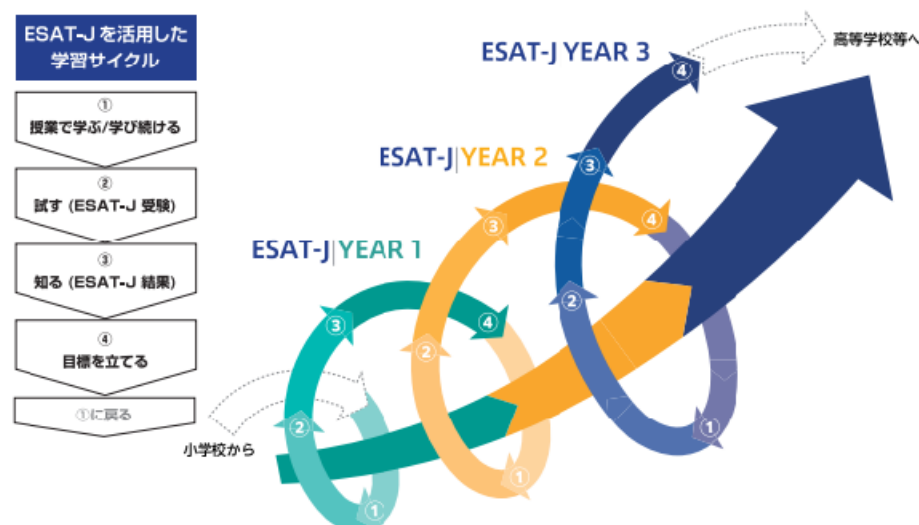 ESAT-J を活用した
学習サイクル
①
授業で学ぶ/学び続ける
②
試す (ESAT-J 受験)
③
知る (ESAT-J 結果)
④
目標を立てる
①に戻る
小学校から
ESAT-J|YEAR 1
①
②
③
④
ESAT-J|YEAR 2
①
②
③
④
ESAT-J YEAR 3
①
②
③
④
高等学校等へ